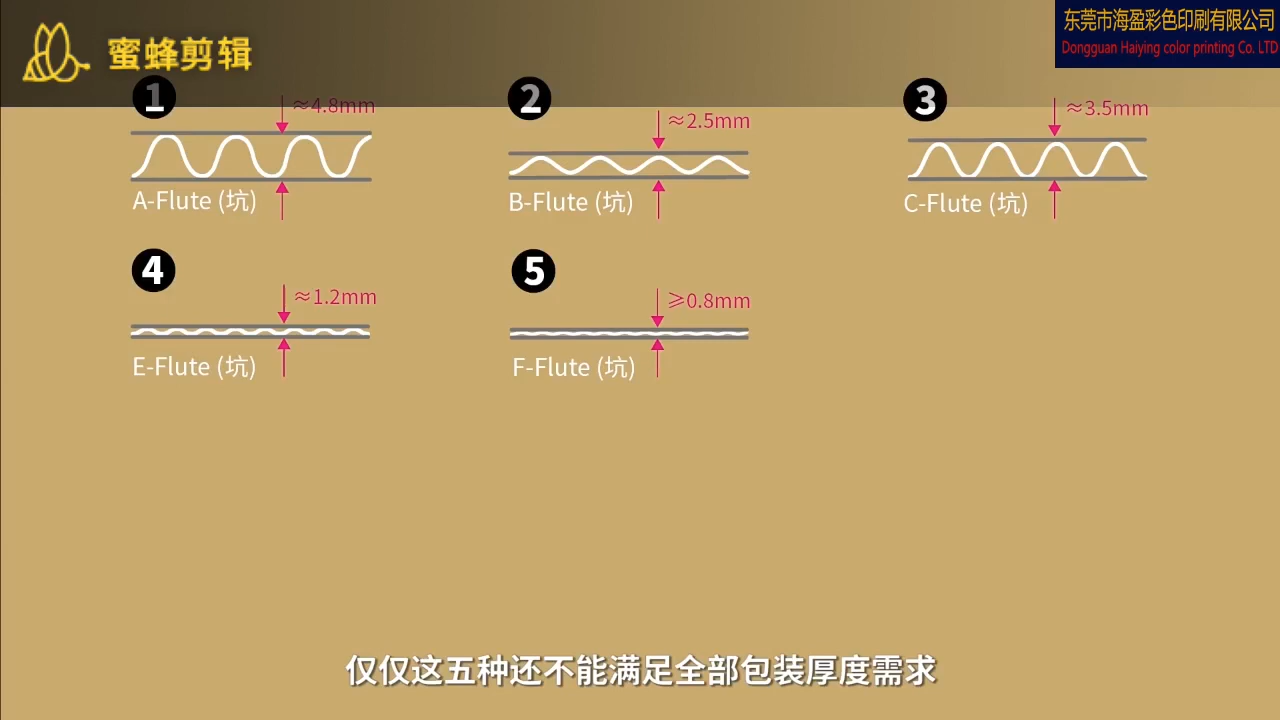 蜜蜂剪辑
东莞市海盈彩色印刷有限公司
Dongguan Haiying color printing Co. LTD
1
≈4.8mm
A-Flute (坑)
2
≈2.5mm
B-Flute (坑)
3
≈3.5mm
C-Flute (坑)
4
≈1.2mm
E-Flute (坑)
5
⩾0.8mm
F-Flute (坑)
仅仅这五种还不能满足全部包装厚度需求